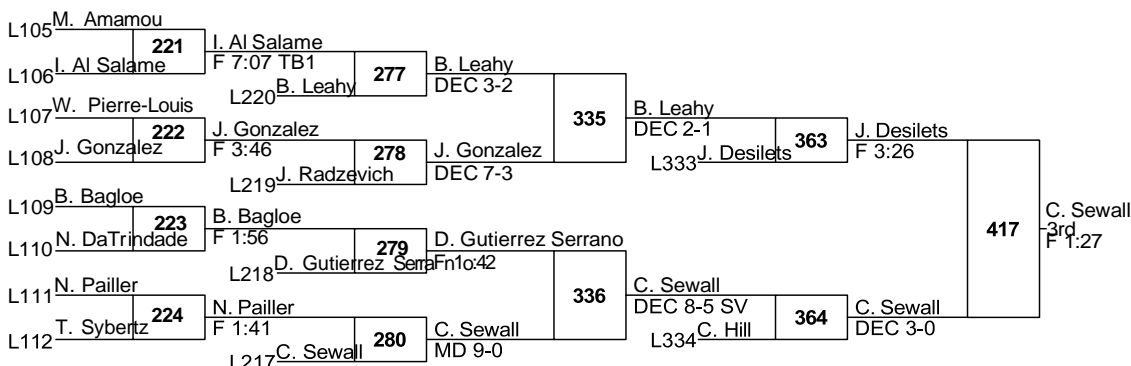 L105 M. Amamou
221
L106 I. Al Salame
I. Al Salame
F 7:07 TB1
L220 B. Leahy
277
B. Leahy
DEC 3-2
L107 W. Pierre-Louis
222
L108 J. Gonzalez
J. Gonzalez
F 3:46
L219 J. Radzevich
278
J. Gonzalez
DEC 7-3
335
B. Leahy
DEC 2-1
L333 J. Desilets
363
J. Desilets
F 3:26
L109 B. Bagloe
223
L110 N. DaTrindade
B. Bagloe
F 1:56
L218 D. Gutierrez Serrano
279
D. Gutierrez Serrano
F 1:42
L111 N. Pailler
224
L112 T. Sybertz
N. Pailler
F 1:41
L217 C. Sewall
280
C. Sewall
MD 9-0
336
C. Sewall
DEC 8-5 SV
L334 C. Hill
364
C. Sewall
DEC 3-0
417
C. Sewall
3rd
F 1:27